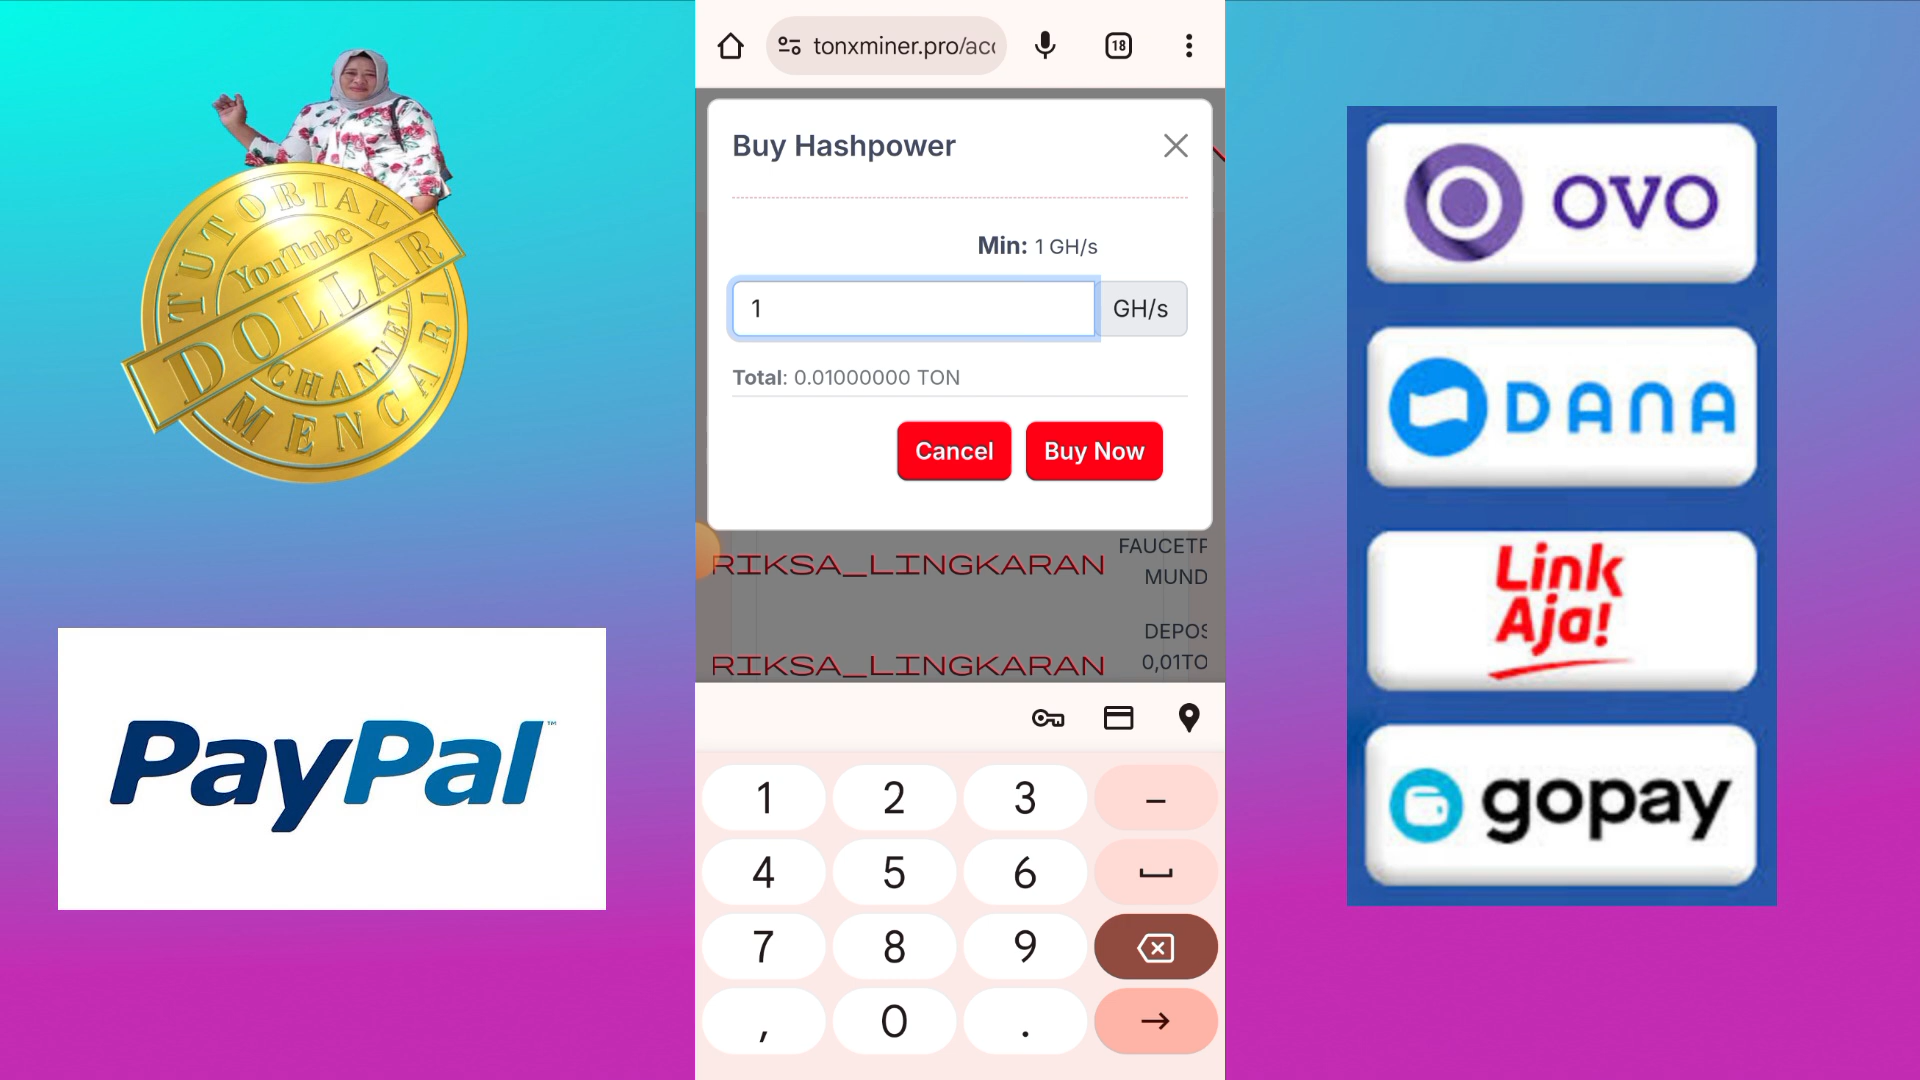 TUTORIAL
YouTube
DOLLAR
CHANNEL
MENCARI
PayPal™
tonxminer.pro/acc
18
Buy Hashpower
Min: 1 GH/s
1
GH/s
Total: 0.01000000 TON
Cancel
Buy Now
RIKSA_LINGKARAN
FAUCETP
MUND
DEPOS
0,01TO
RIKSA_LINGKARAN
1 2 3 –
4 5 6
7 8 9
, 0 .
OVO
DANA
Link
Aja!
gopay